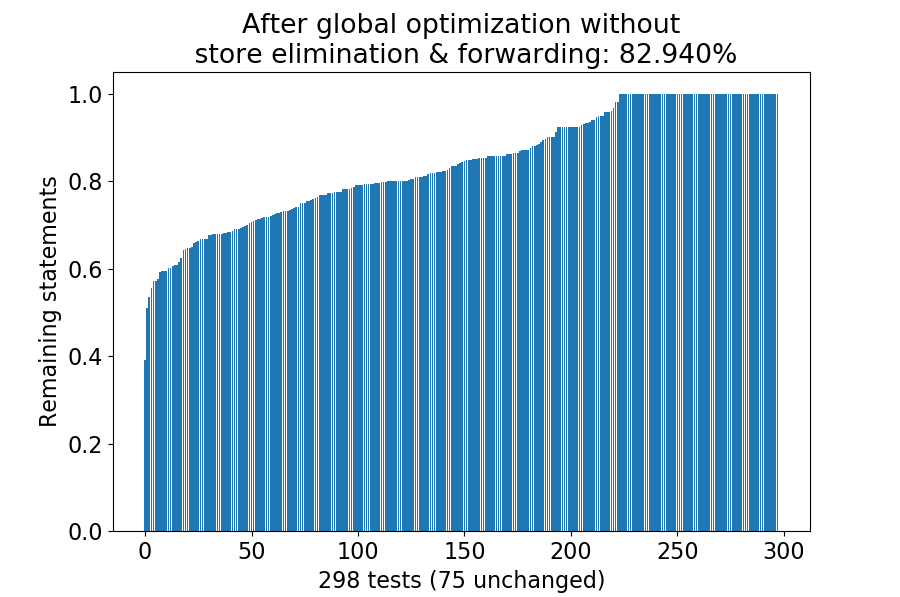 After global optimization without
store elimination & forwarding: 82.940%
1.0
0.8
0.6
0.4
0.2
0.0
Remaining statements
0 50 100 150 200 250 300
298 tests (75 unchanged)